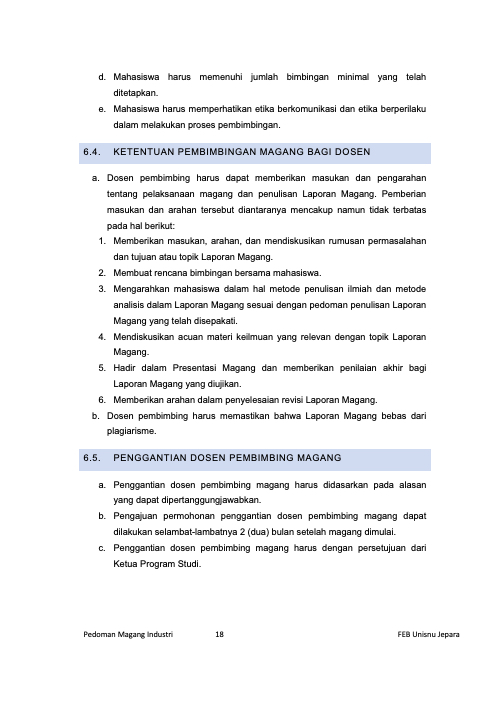 d. Mahasiswa harus memenuhi jumlah bimbingan minimal yang telah
ditetapkan.
e. Mahasiswa harus memperhatikan etika berkomunikasi dan etika berperilaku
dalam melakukan proses pembimbingan.
6.4. KETENTUAN PEMBIMBINGAN MAGANG BAGI DOSEN
a. Dosen pembimbing harus dapat memberikan masukan dan pengarahan
tentang pelaksanaan magang dan penulisan Laporan Magang. Pemberian
masukan dan arahan tersebut diantaranya mencakup namun tidak terbatas
pada hal berikut:
1. Memberikan masukan, arahan, dan mendiskusikan rumusan permasalahan
dan tujuan atau topik Laporan Magang.
2. Membuat rencana bimbingan bersama mahasiswa.
3. Mengarahkan mahasiswa dalam hal metode penulisan ilmiah dan metode
analisis dalam Laporan Magang sesuai dengan pedoman penulisan Laporan
Magang yang telah disepakati.
4. Mendiskusikan acuan materi keilmuan yang relevan dengan topik Laporan
Magang.
5. Hadir dalam Presentasi Magang dan memberikan penilaian akhir bagi
Laporan Magang yang diujikan.
6. Memberikan arahan dalam penyelesaian revisi Laporan Magang.
b. Dosen pembimbing harus memastikan bahwa Laporan Magang bebas dari
plagiarisme.
6.5. PENGGANTIAN DOSEN PEMBIMBING MAGANG
a. Penggantian dosen pembimbing magang harus didasarkan pada alasan
yang dapat dipertanggungjawabkan.
b. Pengajuan permohonan penggantian dosen pembimbing magang dapat
dilakukan selambat-lambatnya 2 (dua) bulan setelah magang dimulai.
c. Penggantian dosen pembimbing magang harus dengan persetujuan dari
Ketua Program Studi.
Pedoman Magang Industri 18 FEB Unisnu Jepara